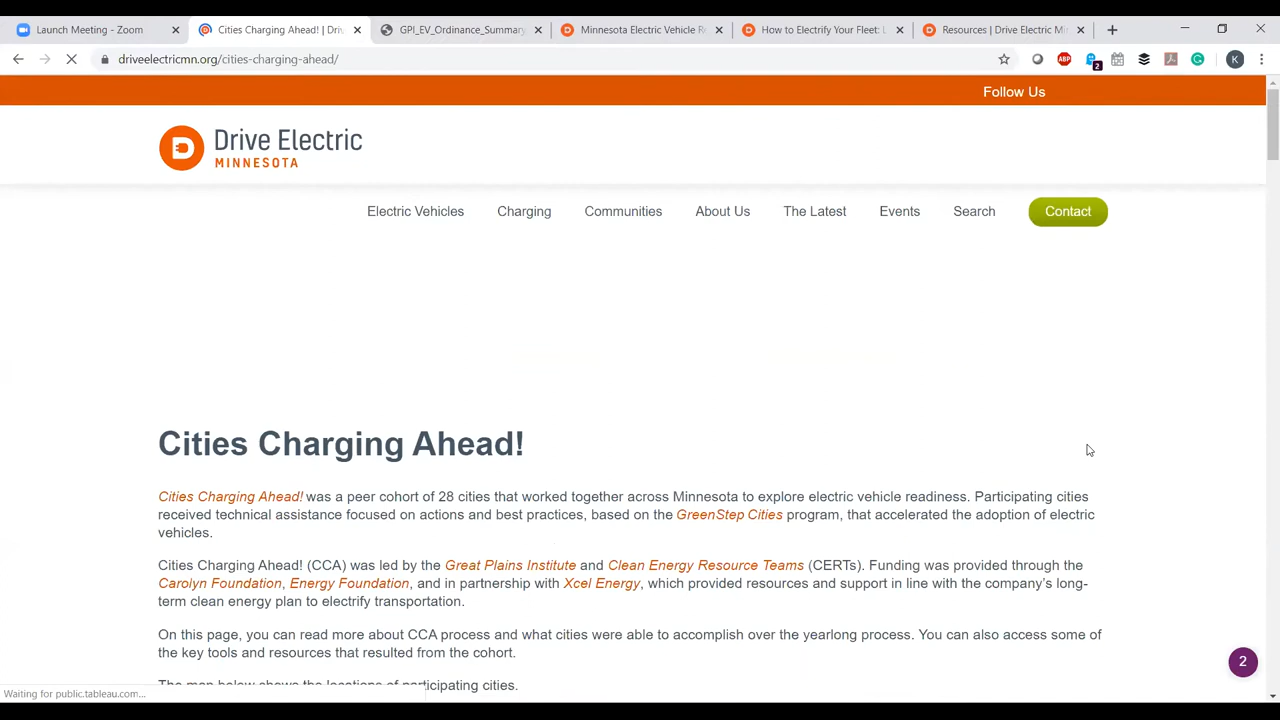 Launch Meeting - Zoom
Cities Charging Ahead! | Driv
GPI_EV_Ordinance_Summary
Minnesota Electric Vehicle R
How to Electrify Your Fleet: L
Resources | Drive Electric Mi
driveelectricmn.org/cities-charging-ahead/
ABP
2
K
Follow Us
Drive Electric
MINNESOTA
Electric Vehicles
Charging
Communities
About Us
The Latest
Events
Search
Contact
Cities Charging Ahead!
Cities Charging Ahead! was a peer cohort of 28 cities that worked together across Minnesota to explore electric vehicle readiness. Participating cities
received technical assistance focused on actions and best practices, based on the GreenStep Cities program, that accelerated the adoption of electric
vehicles.
Cities Charging Ahead! (CCA) was led by the Great Plains Institute and Clean Energy Resource Teams (CERTs). Funding was provided through the
Carolyn Foundation, Energy Foundation, and in partnership with Xcel Energy, which provided resources and support in line with the company's long-
term clean energy plan to electrify transportation.
On this page, you can read more about CCA process and what cities were able to accomplish over the yearlong process. You can also access some of
the key tools and resources that resulted from the cohort.
2
The map below shows the locations of participating cities.
Waiting for public.tableau.com...